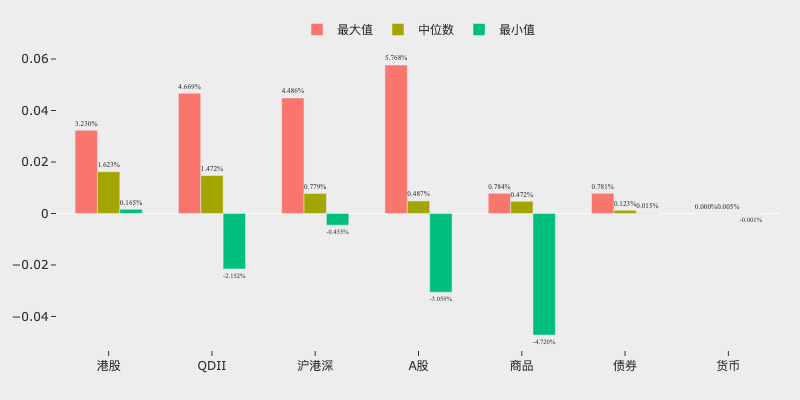 最大值 中位数 最小值
0.06
0.04
0.02
0
−0.02
−0.04
3.230% 1.623% 0.165%
4.669% 1.472% -2.152%
4.486% 0.779% -0.455%
5.768% 0.487% -3.059%
0.784% 0.472% -4.720%
0.781% 0.123% 0.015%
0.000% 0.005% -0.001%
港股 QDII 沪港深 A股 商品 债券 货币